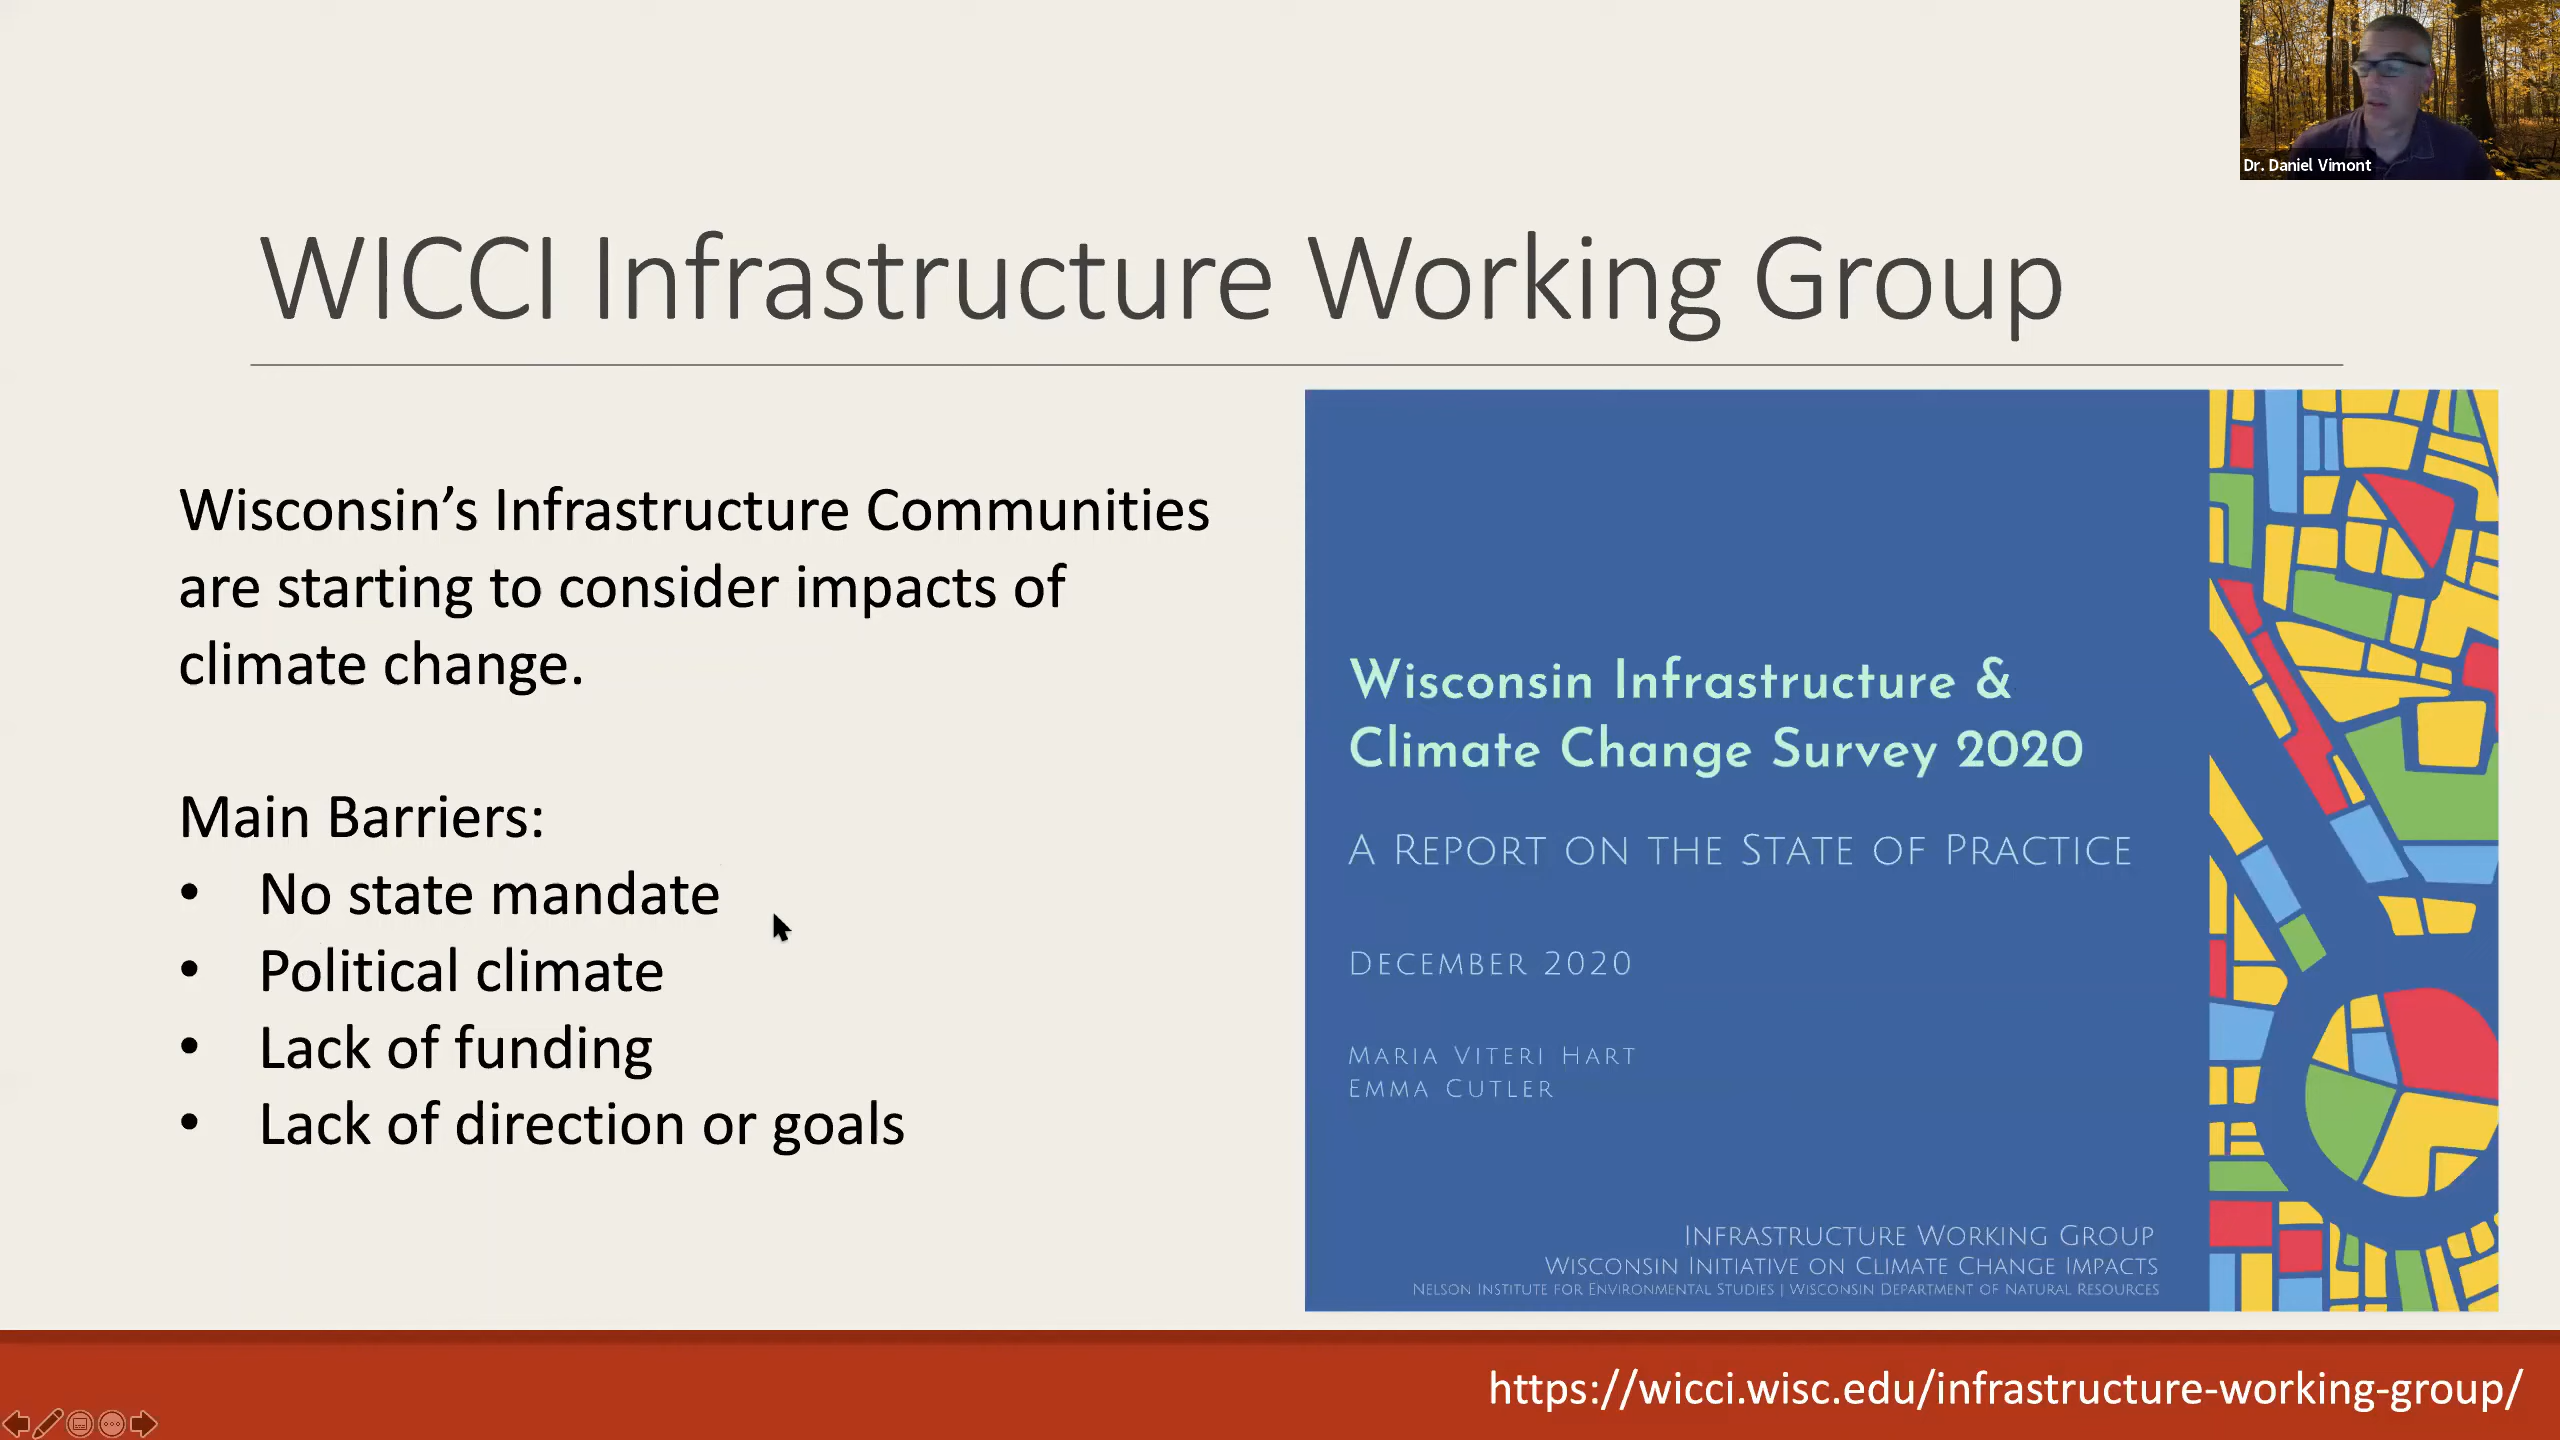 Dr. Daniel Vimont
WICCI Infrastructure Working Group
Wisconsin’s Infrastructure Communities
are starting to consider impacts of
climate change.
Main Barriers:
• No state mandate
• Political climate
• Lack of funding
• Lack of direction or goals
Wisconsin Infrastructure &
Climate Change Survey 2020
A Report on the State of Practice
December 2020
Maria Viteri Hart
Emma Cutler
Infrastructure Working Group
Wisconsin Initiative on Climate Change Impacts
Nelson Institute for Environmental Studies | Wisconsin Department of Natural Resources
https://wicci.wisc.edu/infrastructure-working-group/